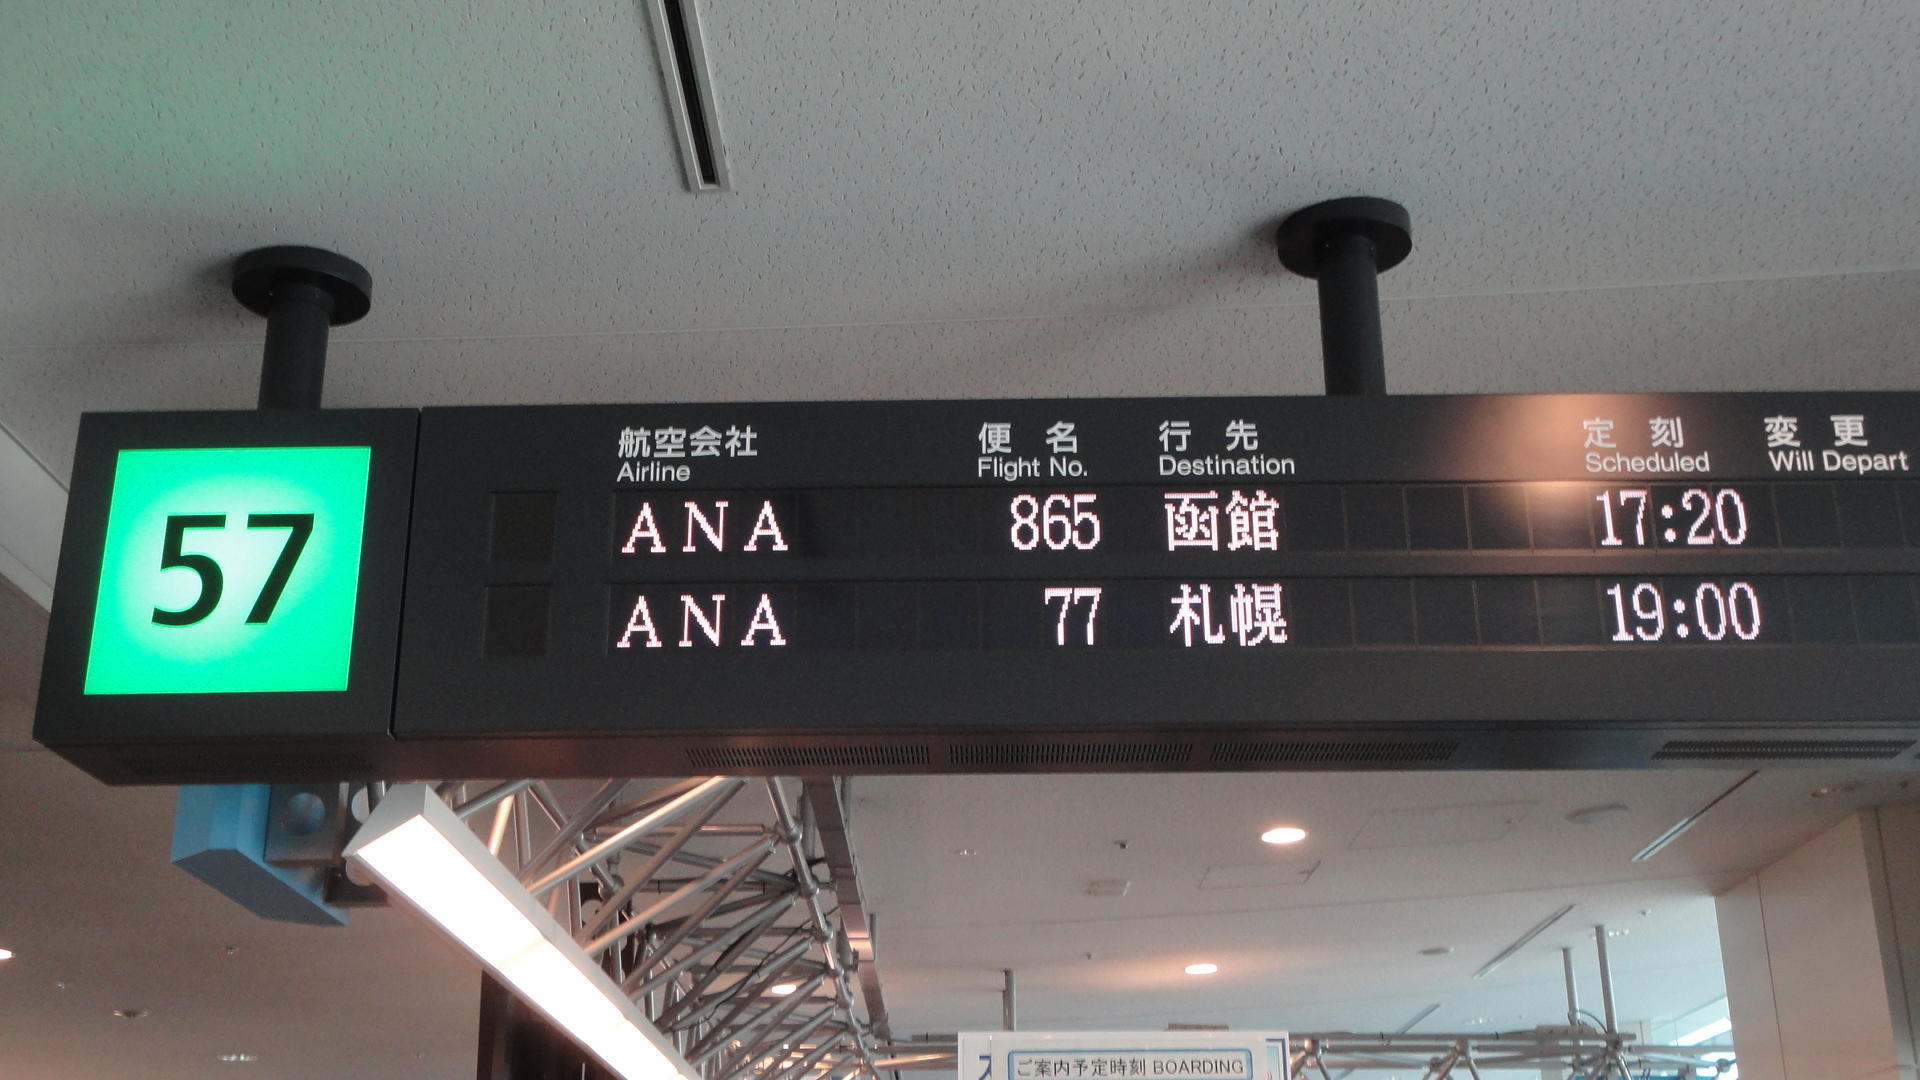 57
航空会社 便名 行先 定刻 変更
Airline Flight No. Destination Scheduled Will Depart
ANA 865 函館 17:20
ANA 77 札幌 19:00
ご案内予定時刻 BOARDING